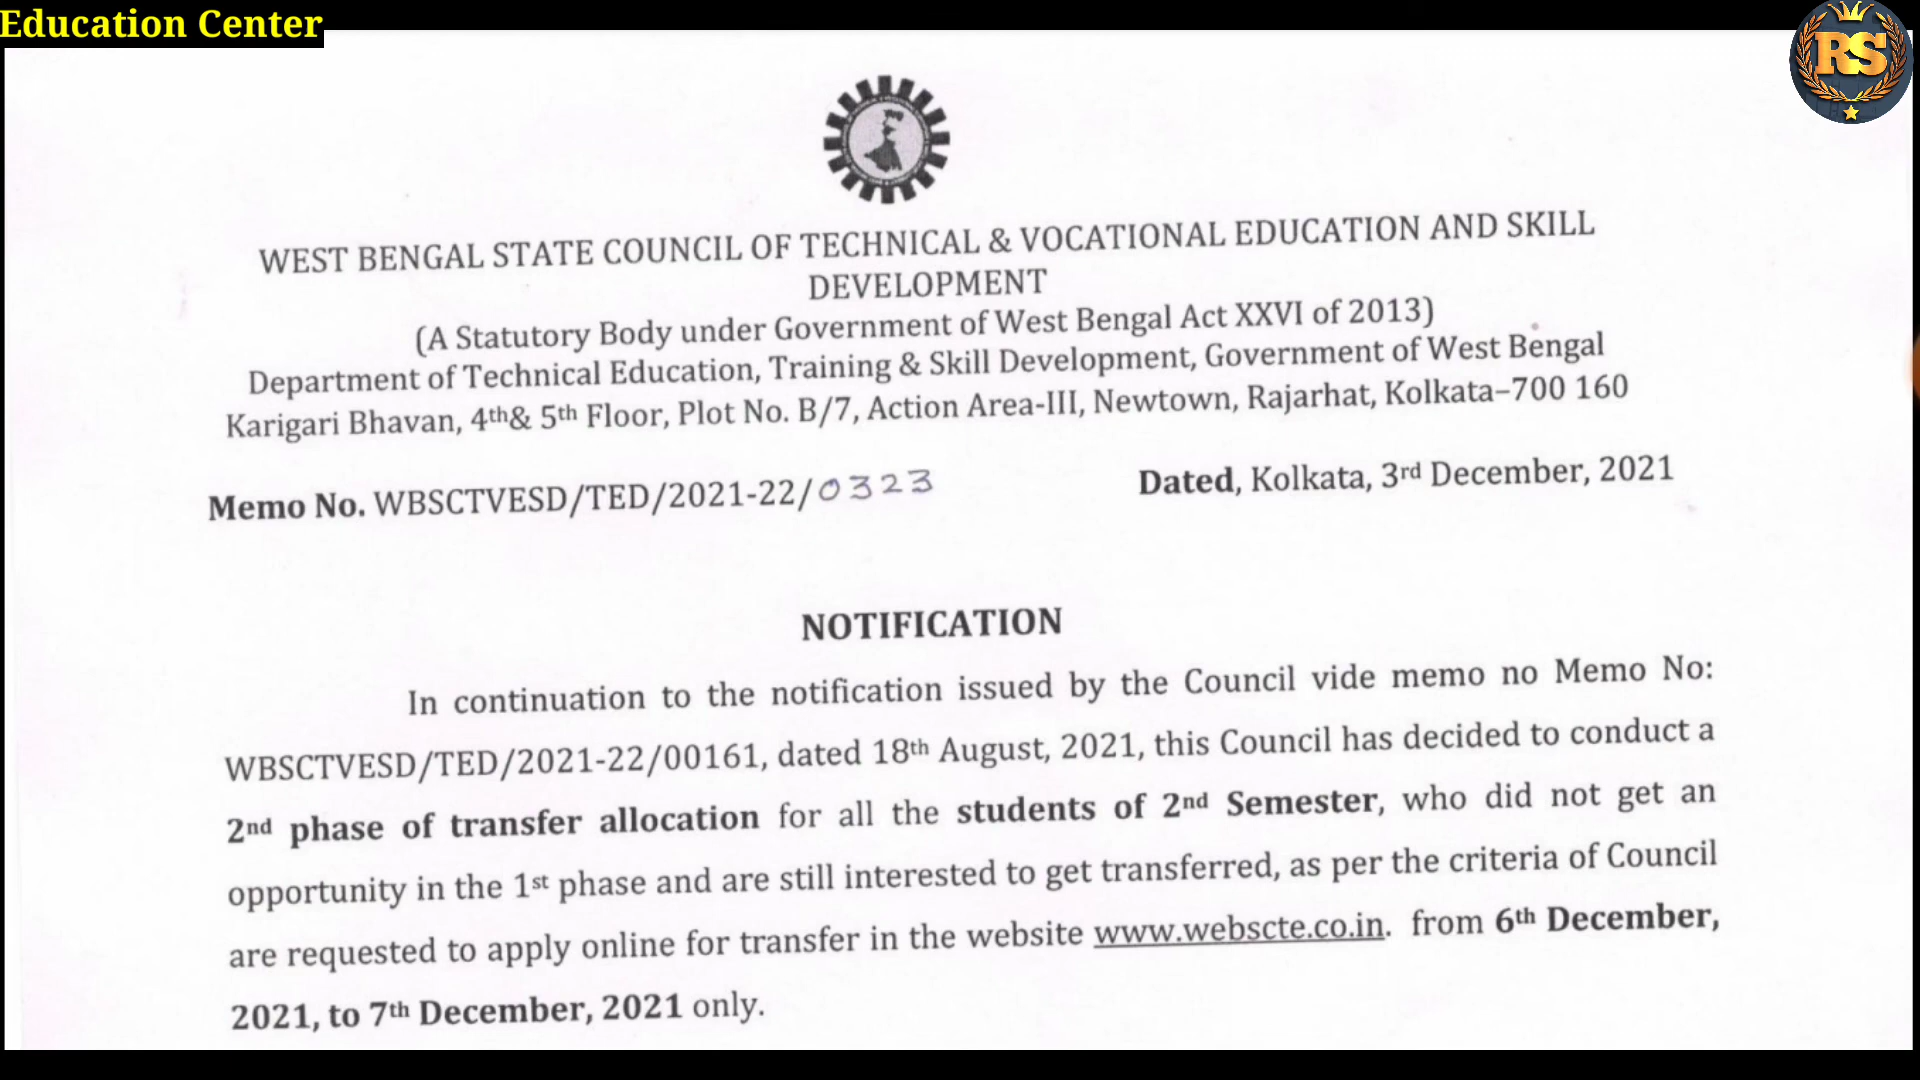 Education Center
RS
WEST BENGAL STATE COUNCIL OF TECHNICAL & VOCATIONAL EDUCATION AND SKILL
DEVELOPMENT
(A Statutory Body under Government of West Bengal Act XXVI of 2013)
Department of Technical Education, Training & Skill Development, Government of West Bengal
Karigari Bhavan, 4th& 5th Floor, Plot No. B/7, Action Area-III, Newtown, Rajarhat, Kolkata–700 160
Memo No. WBSCTVESD/TED/2021-22/0323 Dated, Kolkata, 3rd December, 2021
NOTIFICATION
In continuation to the notification issued by the Council vide memo no Memo No:
WBSCTVESD/TED/2021-22/00161, dated 18th August, 2021, this Council has decided to conduct a
2nd phase of transfer allocation for all the students of 2nd Semester, who did not get an
opportunity in the 1st phase and are still interested to get transferred, as per the criteria of Council
are requested to apply online for transfer in the website www.webscte.co.in. from 6th December,
2021, to 7th December, 2021 only.